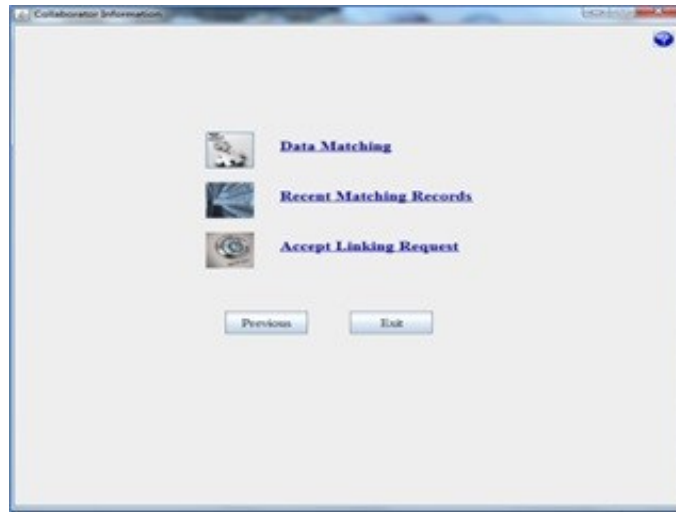 Collaborator Information
Data Matching
Recent Matching Records
Accept Linking Request
Previous
Exit